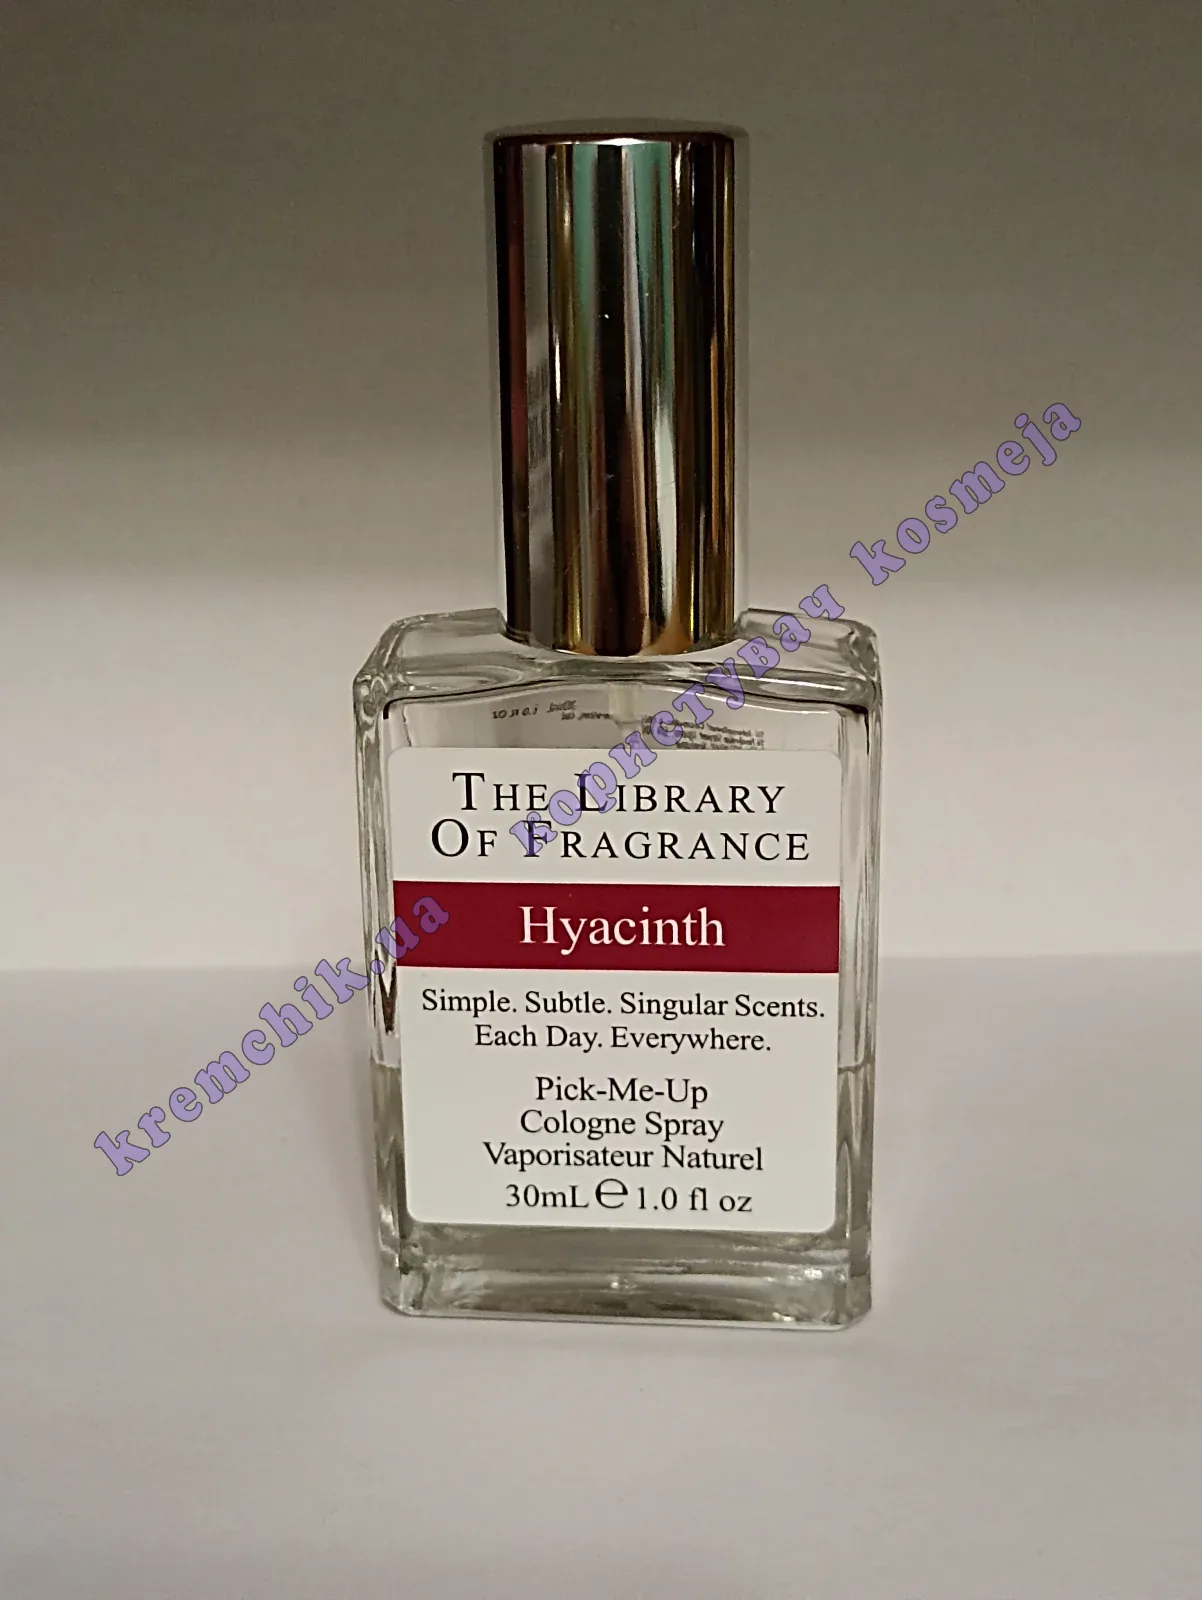 The Library
Of Fragrance
Hyacinth
Simple. Subtle. Singular Scents.
Each Day. Everywhere.
Pick-Me-Up
Cologne Spray
Vaporisateur Naturel
30mL ℮ 1.0 fl oz
kremchik.ua користувач kosmeja